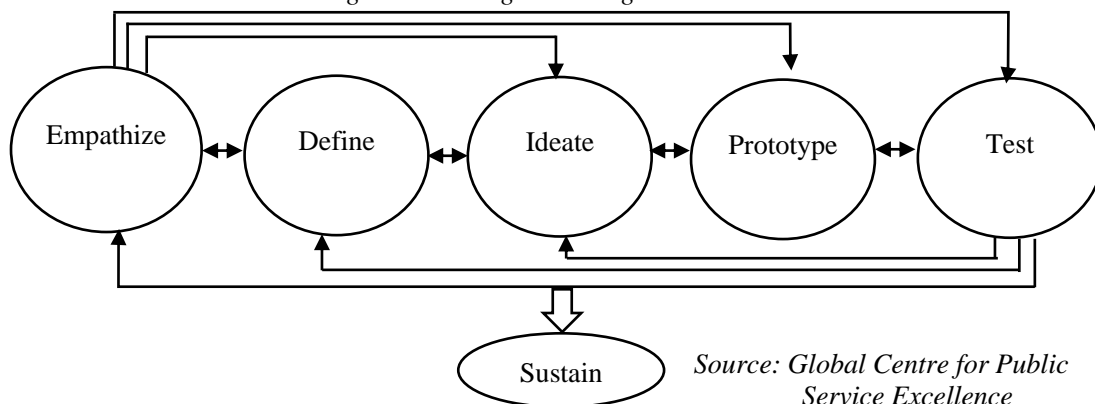 Empathize
Define
Ideate
Prototype
Test
Sustain
Source: Global Centre for Public
Service Excellence